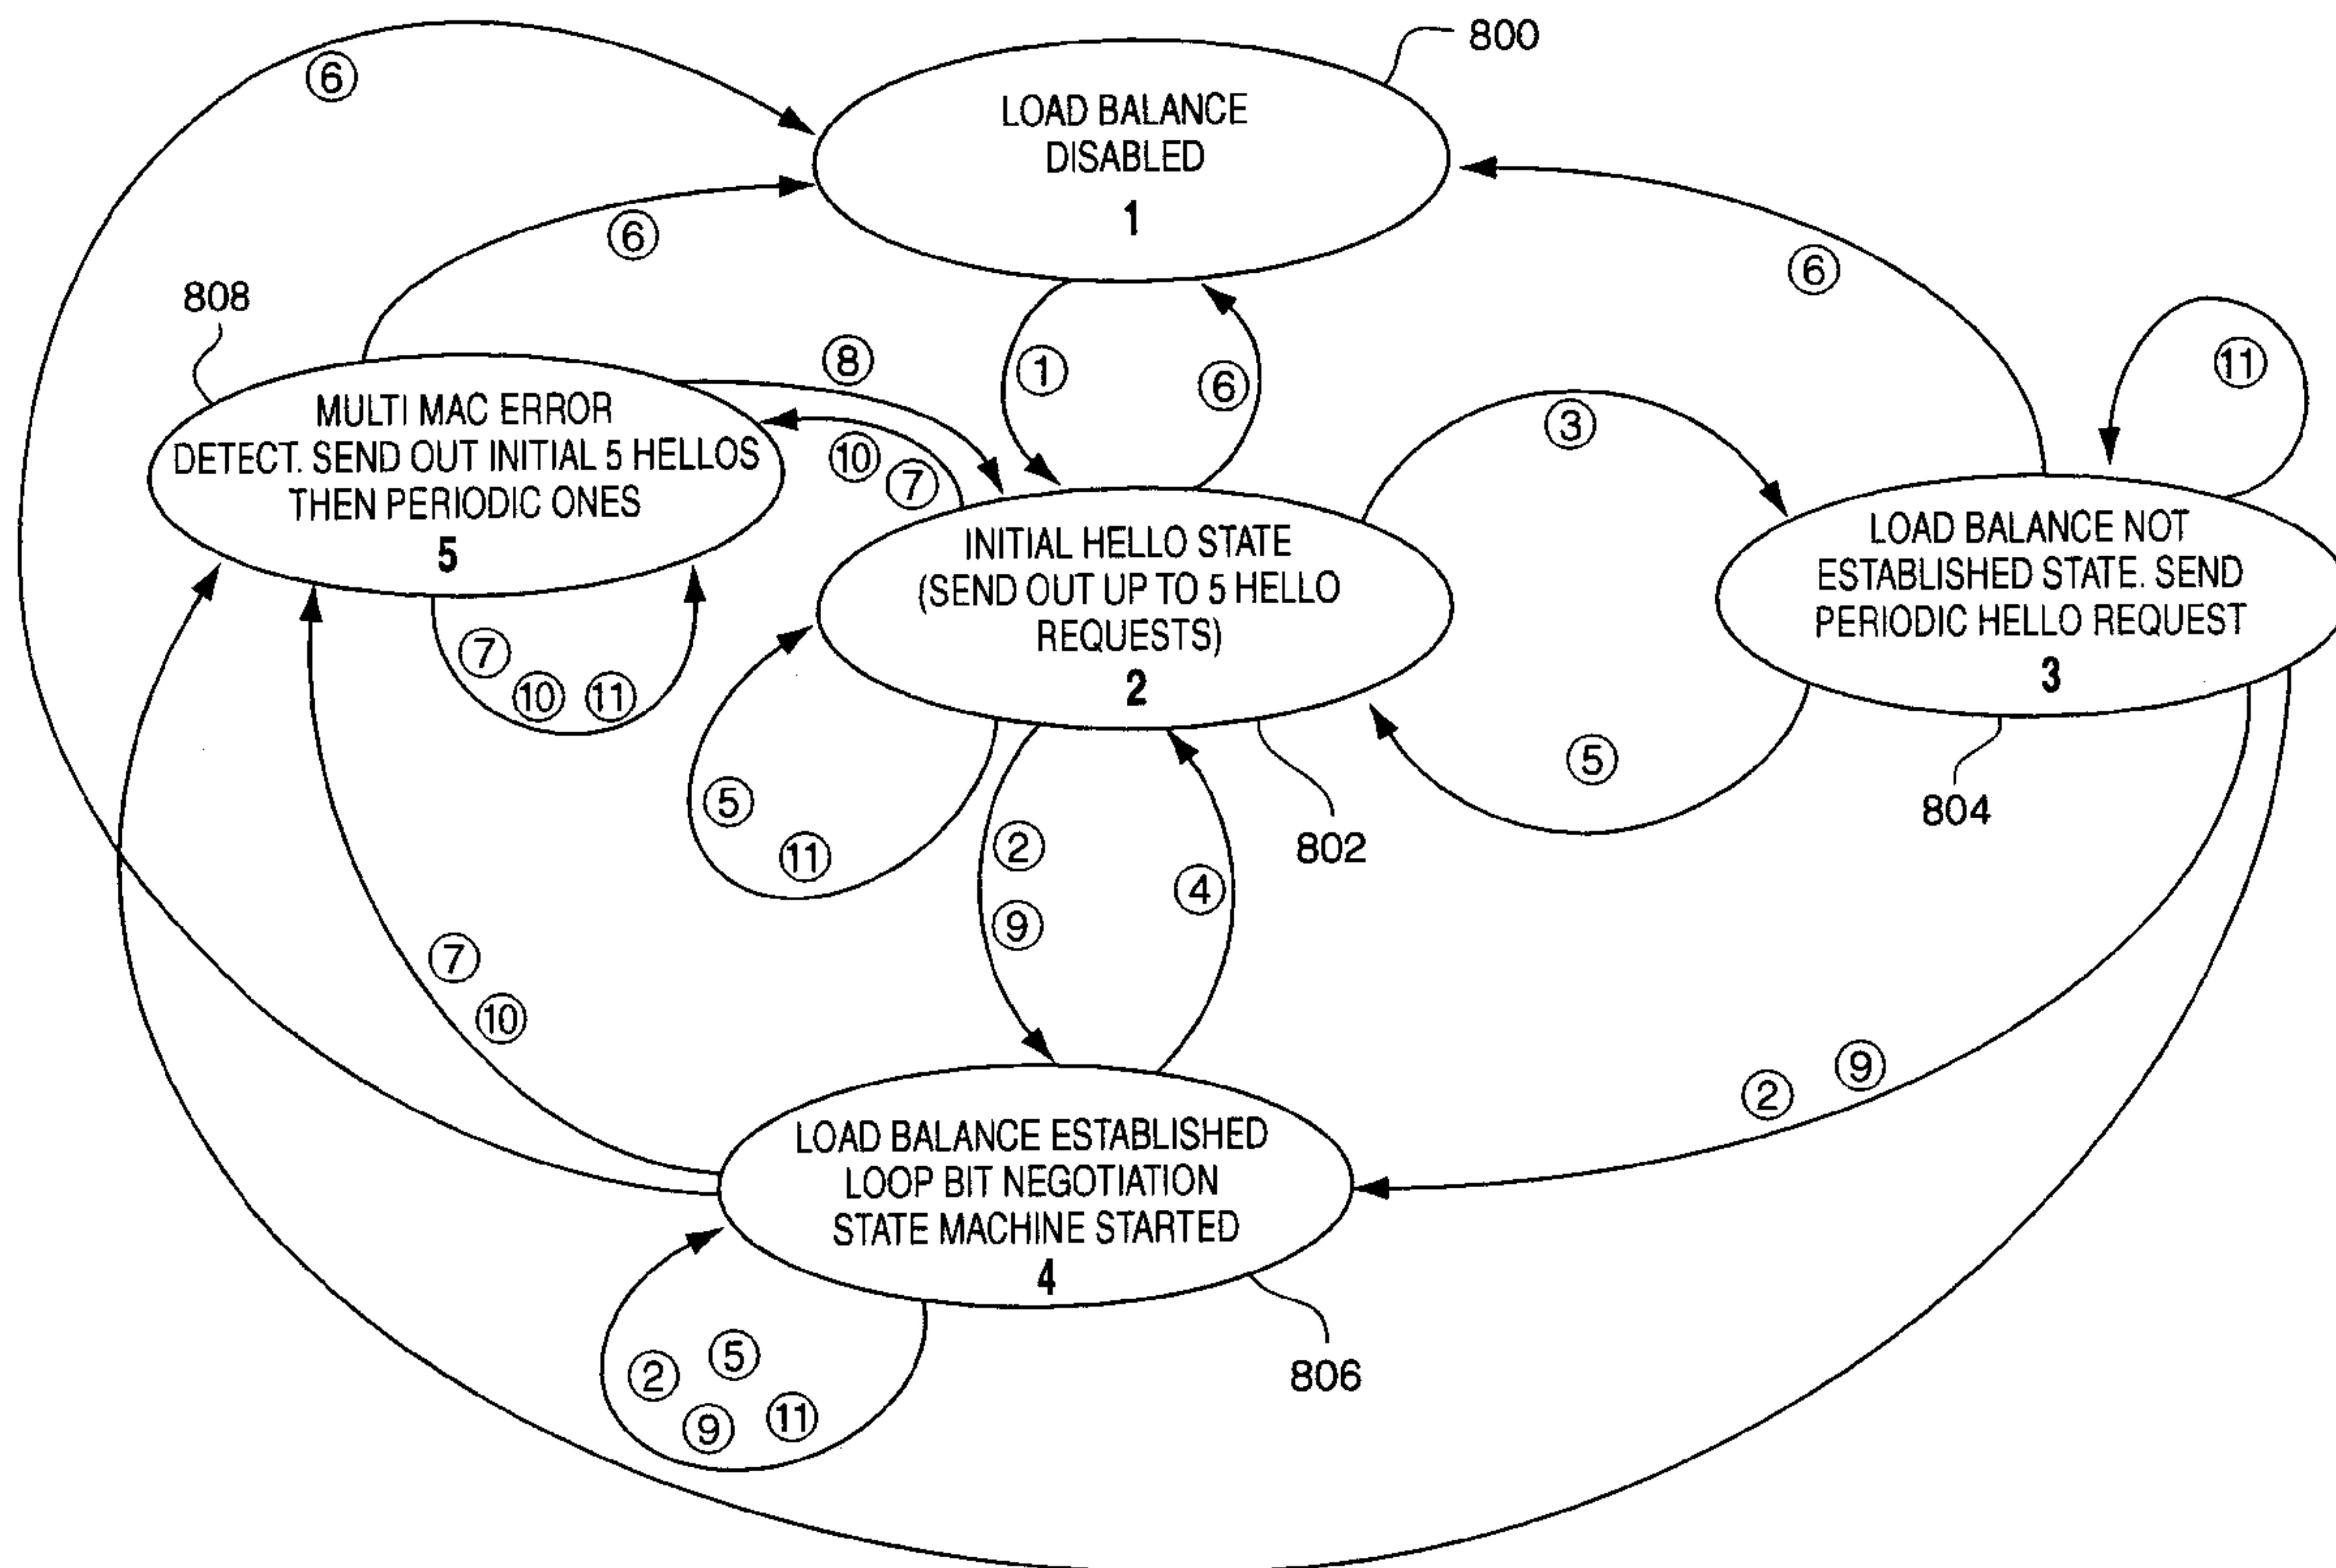 800
⑥
LOAD BALANCE
DISABLED
1
⑥
⑥
808
⑪
⑧
①
⑥
③
MULTI MAC ERROR
DETECT. SEND OUT INITIAL 5 HELLOS
THEN PERIODIC ONES
5
⑩ ⑦
INITIAL HELLO STATE
(SEND OUT UP TO 5 HELLO
REQUESTS)
2
LOAD BALANCE NOT
ESTABLISHED STATE. SEND
PERIODIC HELLO REQUEST
3
⑦
⑩ ⑪
⑤
⑪
⑤
804
802
②
⑨
④
⑦
⑩
② ⑨
LOAD BALANCE ESTABLISHED
LOOP BIT NEGOTIATION
STATE MACHINE STARTED
4
② ⑤
⑨ ⑪
806